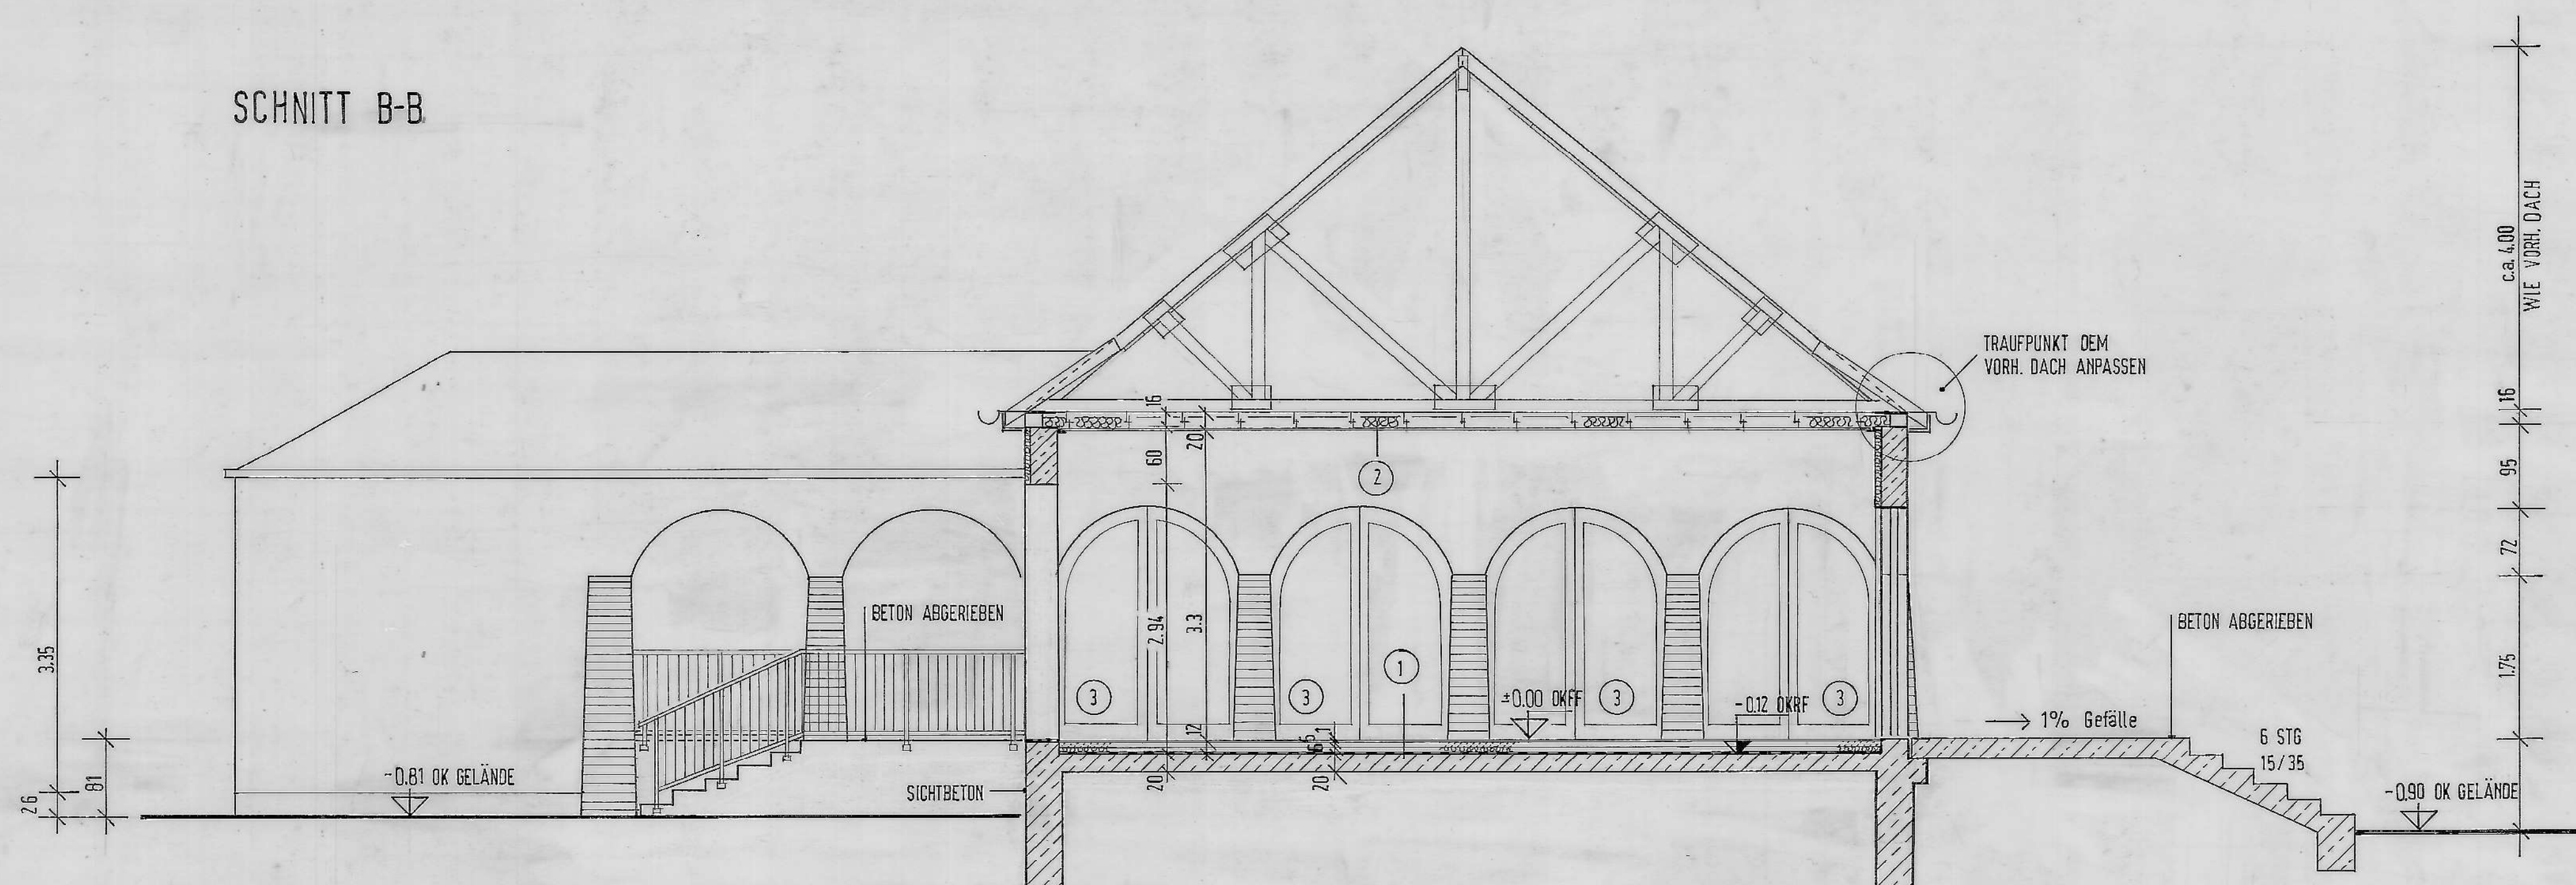 SCHNITT B-B
c.a. 4.00
WIE VORH. DACH
TRAUFPUNKT DEM
VORH. DACH ANPASSEN
16
16
20
60
95
2
72
BETON ABGERIEBEN
BETON ABGERIEBEN
2.94
3.3
3.35
1.75
1
3
3
3
3
±0.00 OKFF
-0.12 OKRF
→ 1% Gefälle
12
6 STG
15/35
-0.81 OK GELÄNDE
81
26
SICHTBETON
20
20
-0.90 OK GELÄNDE